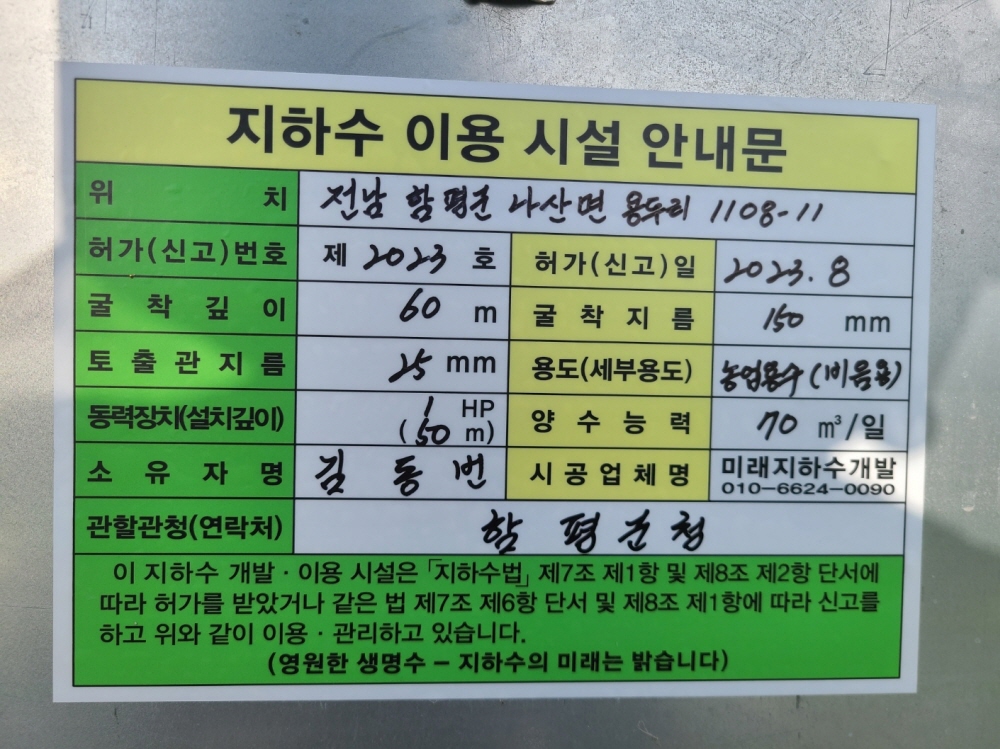 지하수 이용 시설 안내문
위 치 전남 함평군 나산면 용두리 1108-11
허가(신고)번호 제 2023 호 허가(신고)일 2023. 8
굴착깊이 60 m 굴착지름 150 mm
토출관지름 25 mm 용도(세부용도) 농업용수(비음용)
동력장치(설치깊이) 1 HP (50 m) 양수능력 70 ㎥/일
소유자명 김동번 시공업체명 미래지하수개발 010-6624-0090
관할관청(연락처) 함평군청
이 지하수 개발·이용 시설은 「지하수법」 제7조 제1항 및 제8조 제2항 단서에
따라 허가를 받았거나 같은 법 제7조 제6항 단서 및 제8조 제1항에 따라 신고를
하고 위와 같이 이용·관리하고 있습니다.
(영원한 생명수 – 지하수의 미래는 밝습니다)